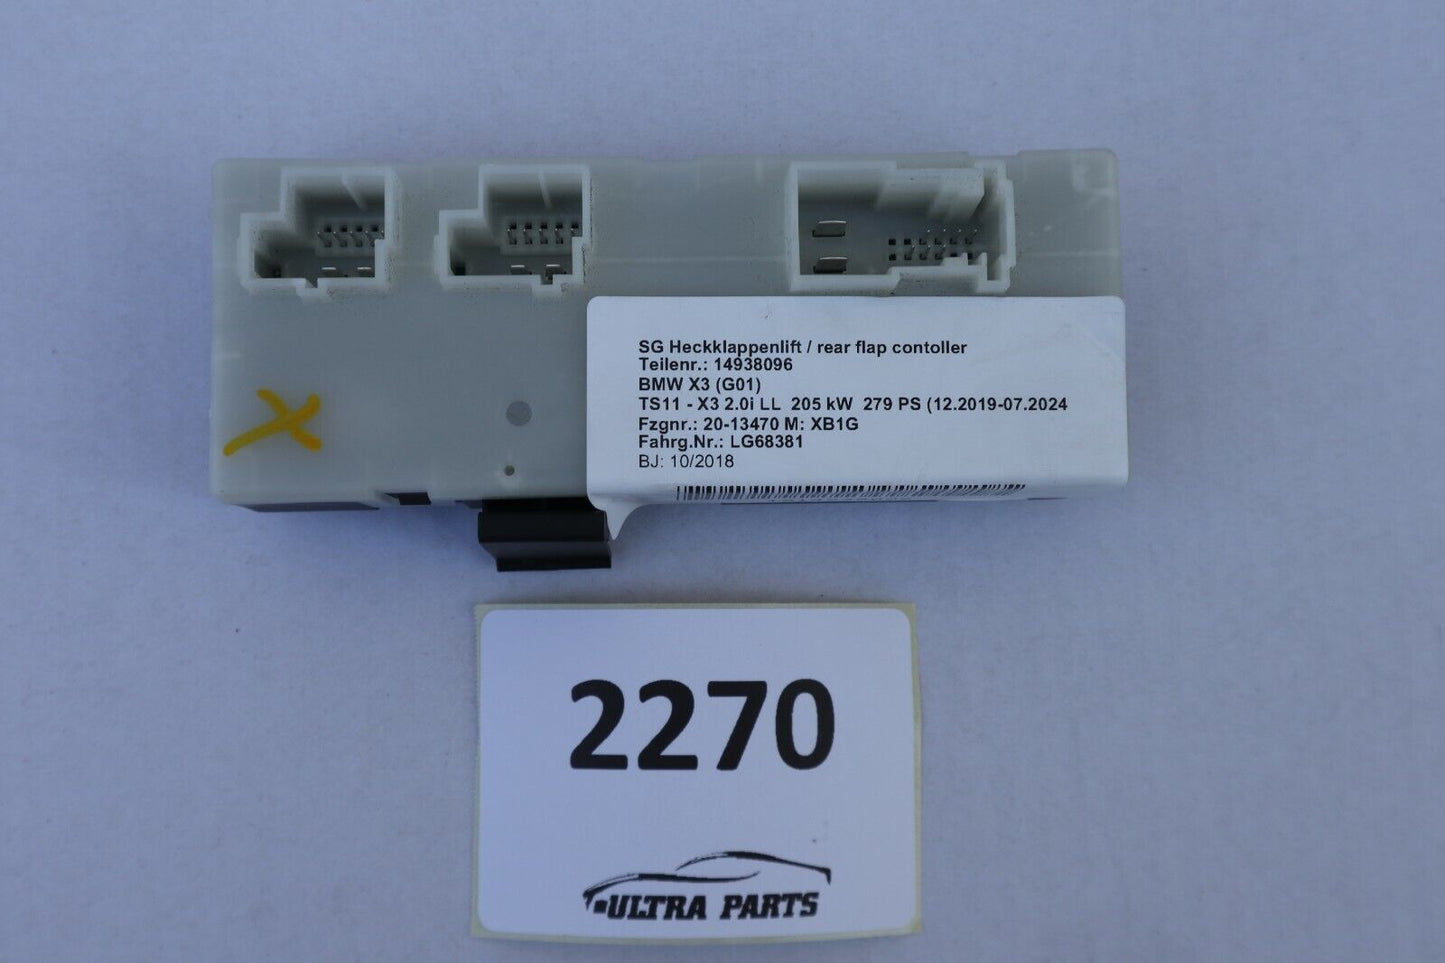 SG Heckklappenlift / rear flap contoller
Teilenr.: 14938096
BMW X3 (G01)
TS11 - X3 2.0i LL 205 kW 279 PS (12.2019-07.2024
Fzgnr.: 20-13470 M: XB1G
Fahrg.Nr.: LG68381
BJ: 10/2018
X
2270
ULTRA PARTS